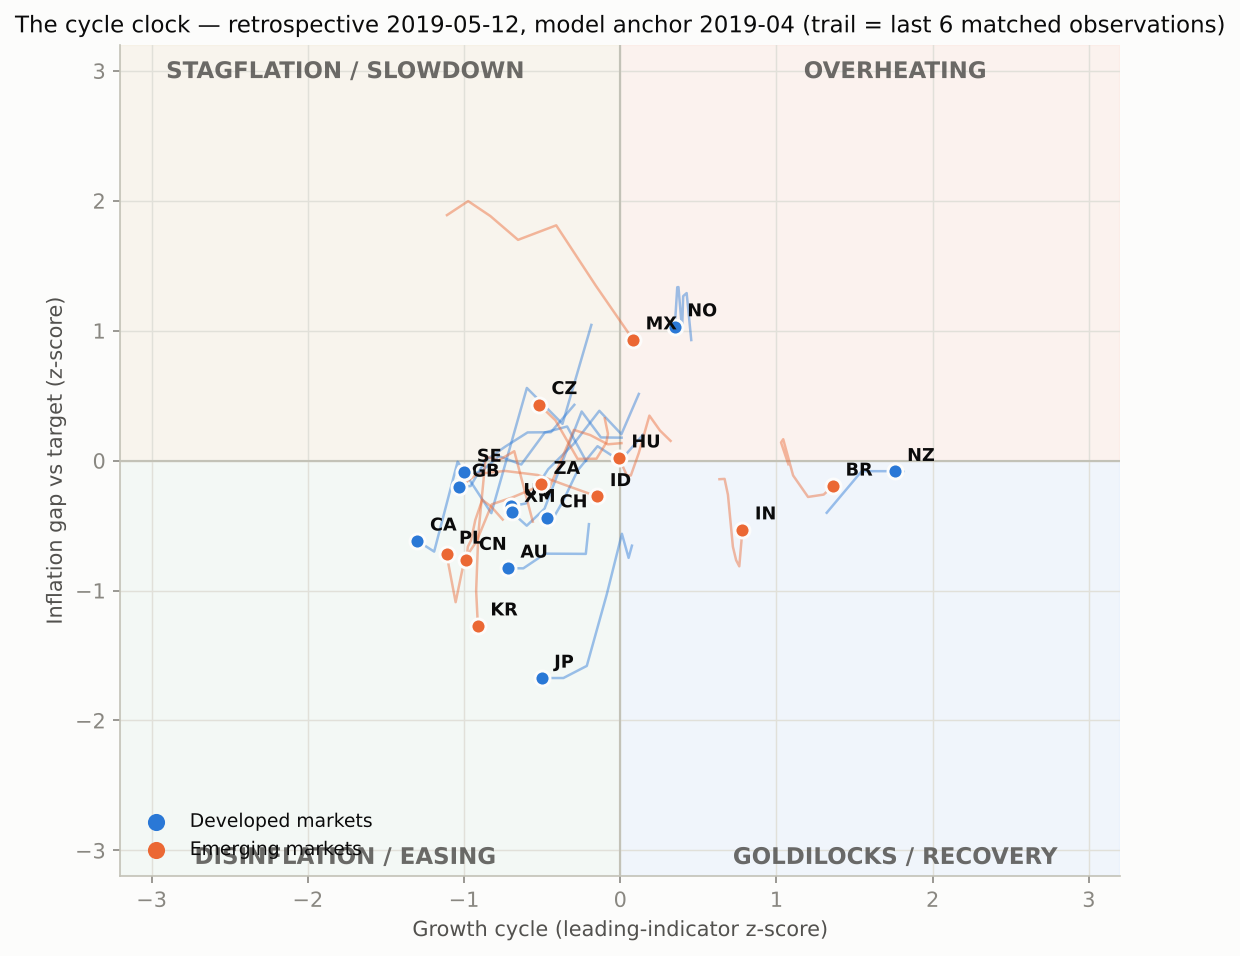 The cycle clock — retrospective 2019-05-12, model anchor 2019-04 (trail = last 6 matched observations)
STAGFLATION / SLOWDOWN
OVERHEATING
3
2
1
0
−1
−2
−3
Inflation gap vs target (z-score)
NO
MX
CZ
HU
SE
GB
ZA
ID
XM
CH
BR
NZ
IN
CA
PL
CN
AU
KR
JP
Developed markets
Emerging markets
DISINFLATION / EASING
GOLDILOCKS / RECOVERY
−3
−2
−1
0
1
2
3
Growth cycle (leading-indicator z-score)